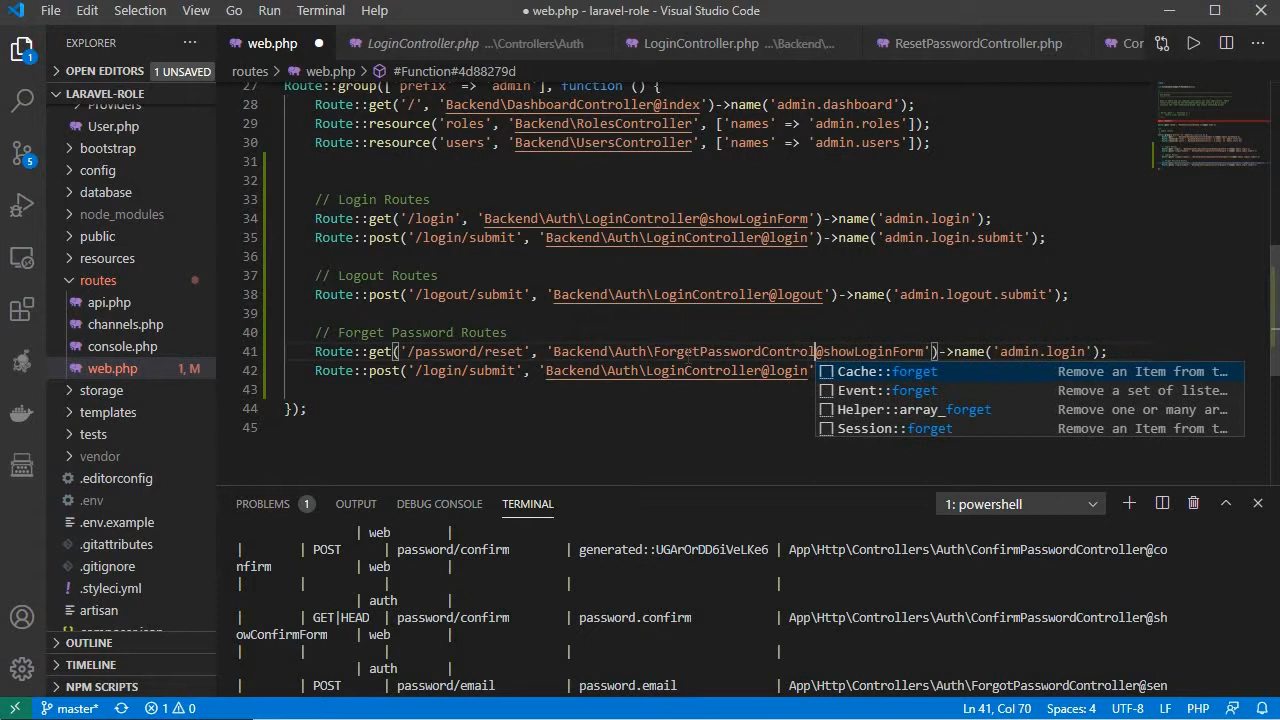 File Edit Selection View Go Run Terminal Help
● web.php - laravel-role - Visual Studio Code
EXPLORER ···
web.php ●
LoginController.php ...\Controllers\Auth
LoginController.php ...\Backend\...
ResetPasswordController.php
Cor
···
OPEN EDITORS 1 UNSAVED
routes > web.php > #Function#4d88279d
LARAVEL-ROLE
Providers
User.php
bootstrap
config
database
node_modules
public
resources
routes
api.php
channels.php
console.php
web.php 1, M
storage
templates
tests
vendor
.editorconfig
.env
.env.example
.gitattributes
.gitignore
.styleci.yml
artisan
composer.json
OUTLINE
TIMELINE
NPM SCRIPTS
1
5
27 Route::group(['prefix' => 'admin'], function () {
28 Route::get('/', 'Backend\DashboardController@index')->name('admin.dashboard');
29 Route::resource('roles', 'Backend\RolesController', ['names' => 'admin.roles']);
30 Route::resource('users', 'Backend\UsersController', ['names' => 'admin.users']);
31
32
33 // Login Routes
34 Route::get('/login', 'Backend\Auth\LoginController@showLoginForm')->name('admin.login');
35 Route::post('/login/submit', 'Backend\Auth\LoginController@login')->name('admin.login.submit');
36
37 // Logout Routes
38 Route::post('/logout/submit', 'Backend\Auth\LoginController@logout')->name('admin.logout.submit');
39
40 // Forget Password Routes
41 Route::get('/password/reset', 'Backend\Auth\ForgetPasswordControl@showLoginForm')->name('admin.login');
42 Route::post('/login/submit', 'Backend\Auth\LoginController@login'
43
44 });
45
Cache::forget Remove an Item from t...
Event::forget Remove a set of liste...
Helper::array_forget Remove one or many ar...
Session::forget Remove an Item from t...
PROBLEMS 1 OUTPUT DEBUG CONSOLE TERMINAL 1: powershell
| web |
| | POST | password/confirm | generated::UGArOrDD6iVeLKe6 | App\Http\Controllers\Auth\ConfirmPasswordController@co
nfirm | web |
| | | |
| auth |
| | GET|HEAD | password/confirm | password.confirm | App\Http\Controllers\Auth\ConfirmPasswordController@sh
owConfirmForm | web |
| | | |
| auth |
| | POST | password/email | password.email | App\Http\Controllers\Auth\ForgotPasswordController@sen
master* 1 0 Ln 41, Col 70 Spaces: 4 UTF-8 LF PHP